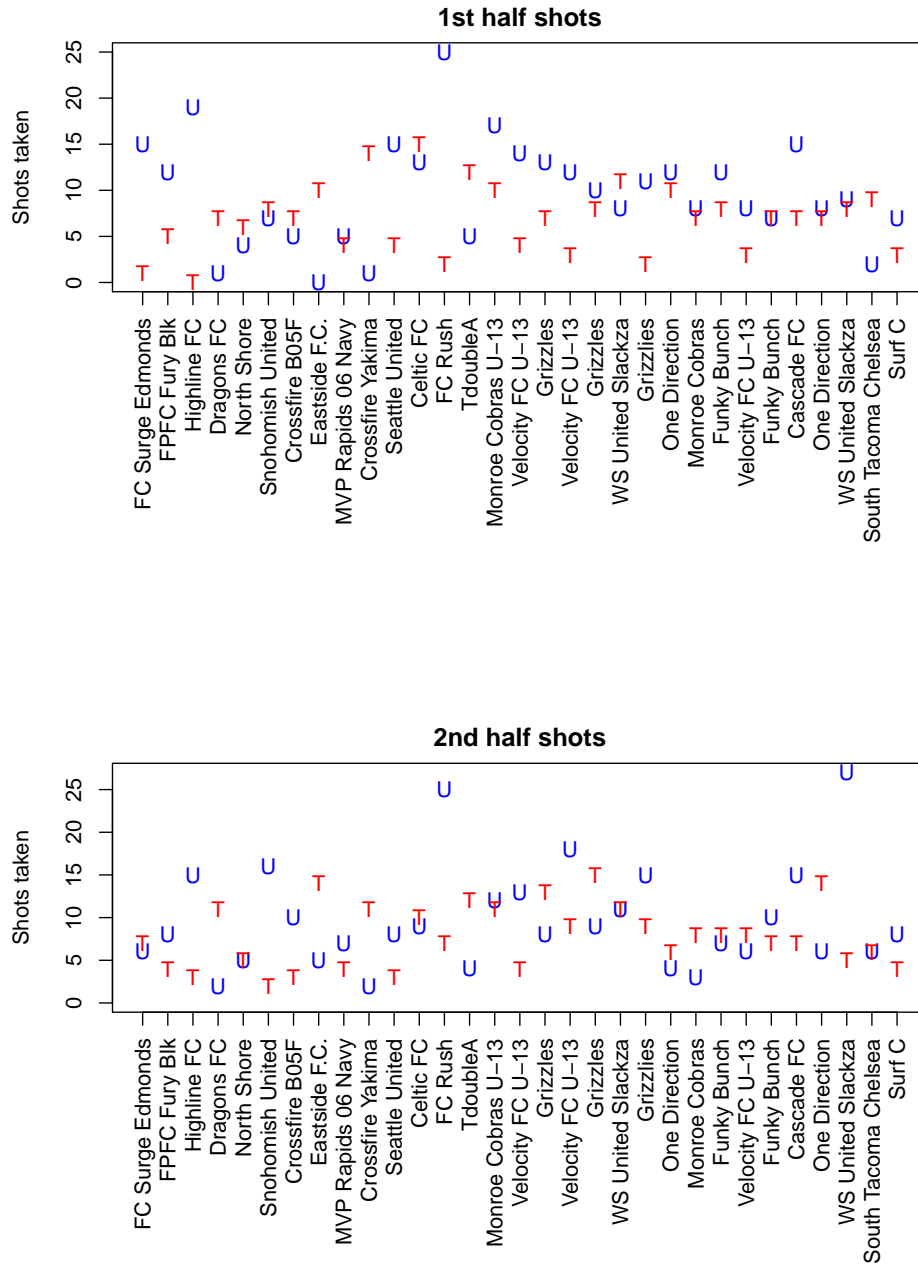 1st half shots
Shots taken
25
20
15
10
5
0
FC Surge Edmonds
FPFC Fury Blk
Highline FC
Dragons FC
North Shore
Snohomish United
Crossfire B05F
Eastside F.C.
MVP Rapids 06 Navy
Crossfire Yakima
Seattle United
Celtic FC
FC Rush
TdoubleA
Monroe Cobras U−13
Velocity FC U−13
Grizzles
Velocity FC U−13
Grizzles
WS United Slackza
Grizzlies
One Direction
Monroe Cobras
Funky Bunch
Velocity FC U−13
Funky Bunch
Cascade FC
One Direction
WS United Slackza
South Tacoma Chelsea
Surf C
2nd half shots
Shots taken
25
20
15
10
5
0
FC Surge Edmonds
FPFC Fury Blk
Highline FC
Dragons FC
North Shore
Snohomish United
Crossfire B05F
Eastside F.C.
MVP Rapids 06 Navy
Crossfire Yakima
Seattle United
Celtic FC
FC Rush
TdoubleA
Monroe Cobras U−13
Velocity FC U−13
Grizzles
Velocity FC U−13
Grizzles
WS United Slackza
Grizzlies
One Direction
Monroe Cobras
Funky Bunch
Velocity FC U−13
Funky Bunch
Cascade FC
One Direction
WS United Slackza
South Tacoma Chelsea
Surf C